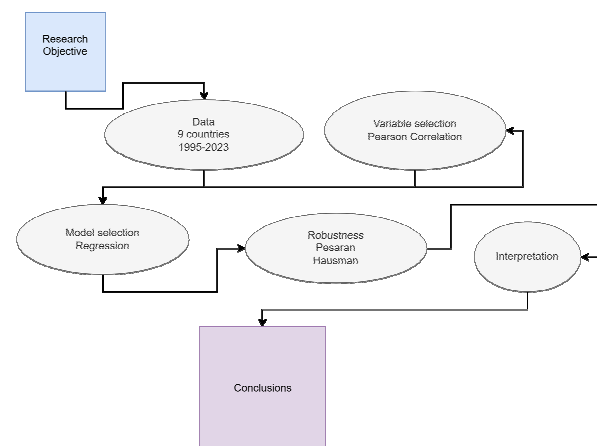 Research
Objective
Data
9 countries
1995-2023
Variable selection
Pearson Correlation
Model selection
Regression
Robustness
Pesaran
Hausman
Interpretation
Conclusions